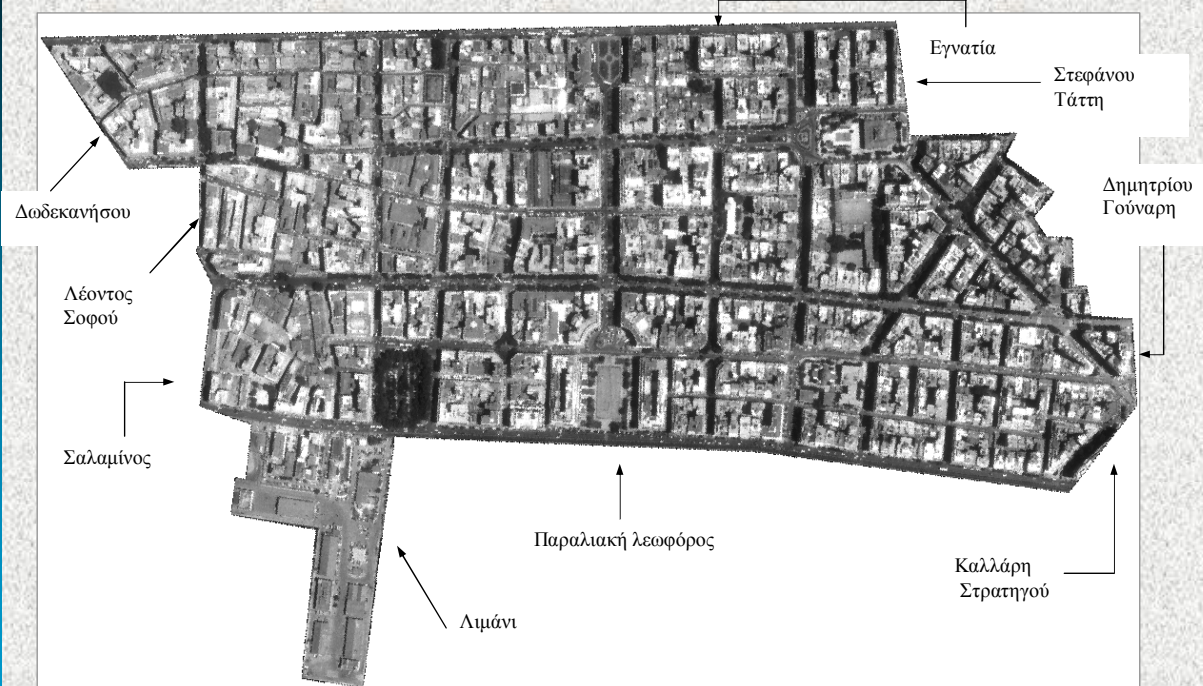 Εγνατία
Στεφάνου
Τάττη
Δημητρίου
Γούναρη
Δωδεκανήσου
Λέοντος
Σοφού
Σαλαμίνος
Παραλιακή λεωφόρος
Καλλάρη
Στρατηγού
Λιμάνι